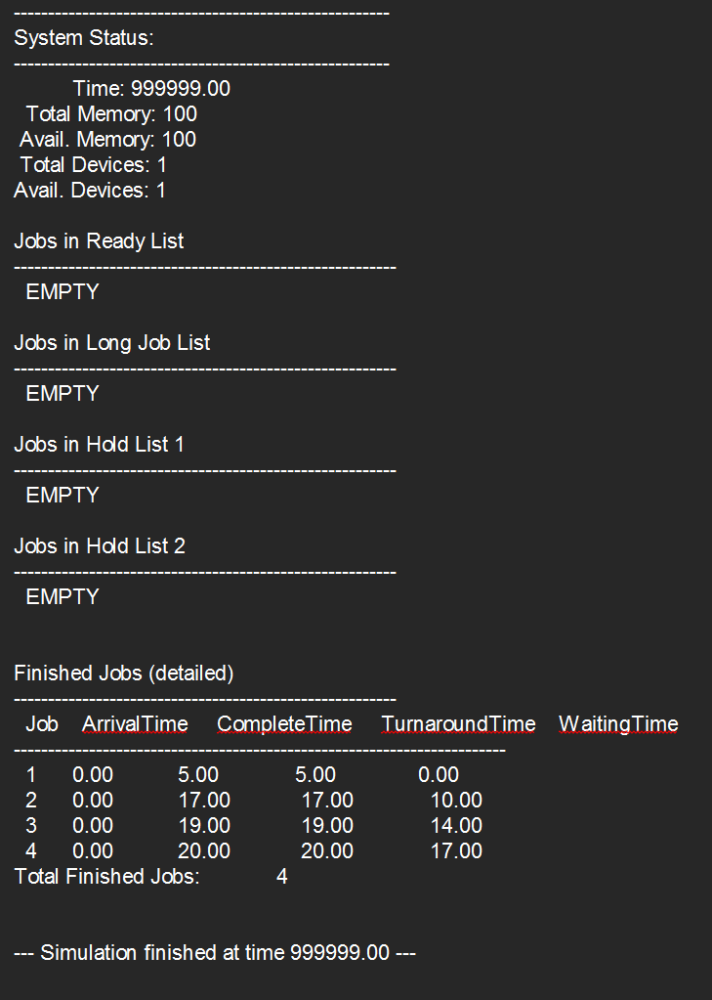 -------------------------------------------------------
System Status:
-------------------------------------------------------
Time: 999999.00
Total Memory: 100
Avail. Memory: 100
Total Devices: 1
Avail. Devices: 1
Jobs in Ready List
--------------------------------------------------------
EMPTY
Jobs in Long Job List
--------------------------------------------------------
EMPTY
Jobs in Hold List 1
--------------------------------------------------------
EMPTY
Jobs in Hold List 2
--------------------------------------------------------
EMPTY
Finished Jobs (detailed)
--------------------------------------------------------
Job ArrivalTime CompleteTime TurnaroundTime WaitingTime
------------------------------------------------------------------------
1 0.00 5.00 5.00 0.00
2 0.00 17.00 17.00 10.00
3 0.00 19.00 19.00 14.00
4 0.00 20.00 20.00 17.00
Total Finished Jobs: 4
--- Simulation finished at time 999999.00 ---